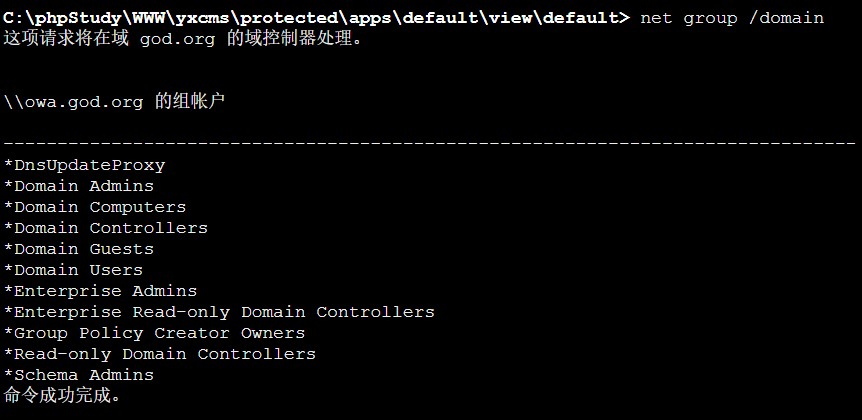 C:\phpStudy\WWW\yxcms\protected\apps\default\view\default> net group /domain
这项请求将在域 god.org 的域控制器处理。
\\owa.god.org 的组帐户
-------------------------------------------------------------------------------
*DnsUpdateProxy
*Domain Admins
*Domain Computers
*Domain Controllers
*Domain Guests
*Domain Users
*Enterprise Admins
*Enterprise Read-only Domain Controllers
*Group Policy Creator Owners
*Read-only Domain Controllers
*Schema Admins
命令成功完成。